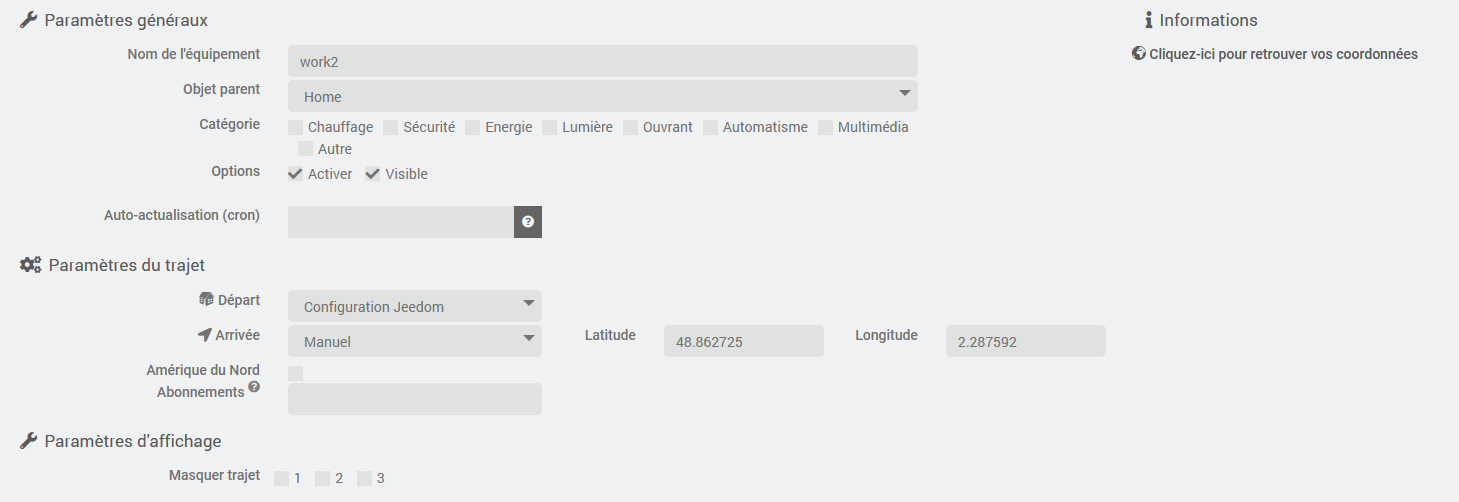 Paramètres généraux
Informations
Nom de l'équipement work2
Cliquez-ici pour retrouver vos coordonnées
Objet parent Home
Catégorie Chauffage Sécurité Energie Lumière Ouvrant Automatisme Multimédia
Autre
Options Activer Visible
Auto-actualisation (cron) ?
Paramètres du trajet
Départ Configuration Jeedom
Arrivée Manuel Latitude 48.862725 Longitude 2.287592
Amérique du Nord
Abonnements ?
Paramètres d'affichage
Masquer trajet 1 2 3